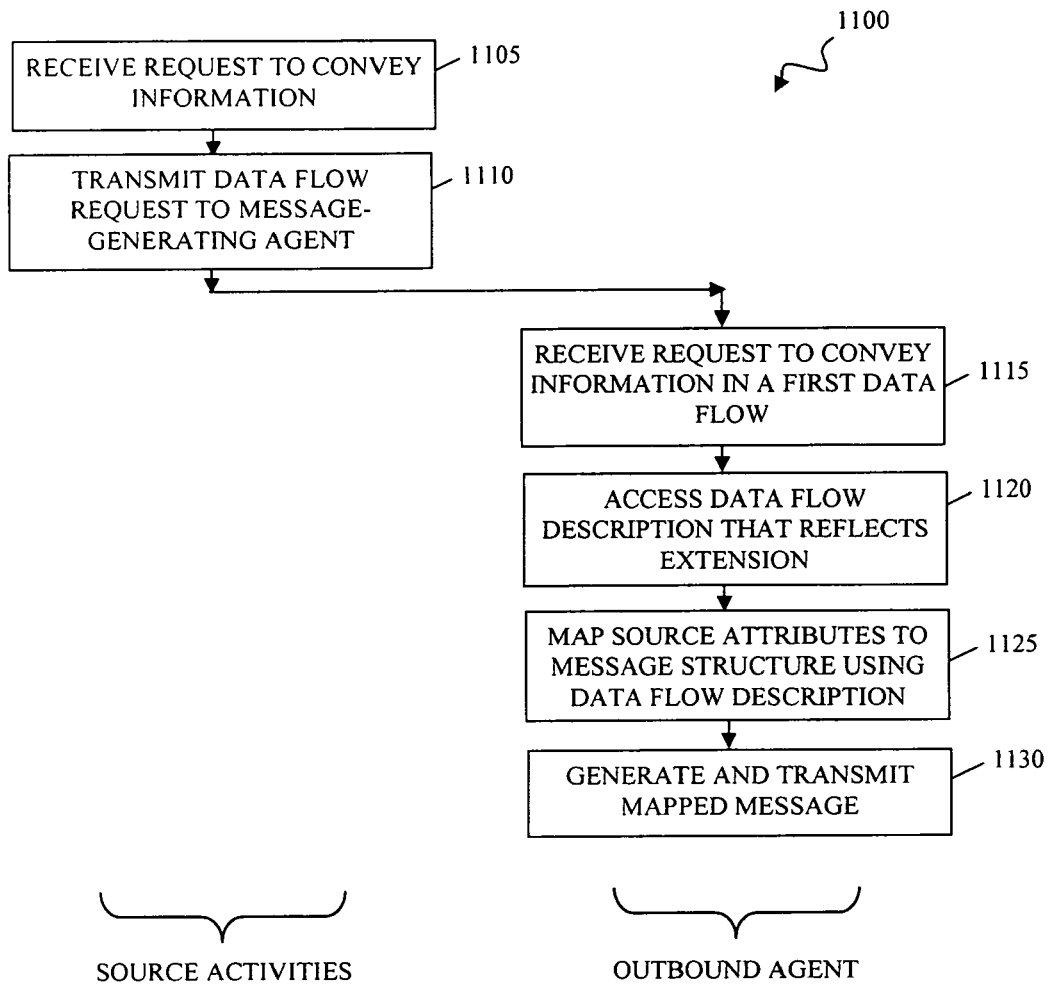 1100
RECEIVE REQUEST TO CONVEY
INFORMATION
1105
TRANSMIT DATA FLOW
REQUEST TO MESSAGE-
GENERATING AGENT
1110
RECEIVE REQUEST TO CONVEY
INFORMATION IN A FIRST DATA
FLOW
1115
ACCESS DATA FLOW
DESCRIPTION THAT REFLECTS
EXTENSION
1120
MAP SOURCE ATTRIBUTES TO
MESSAGE STRUCTURE USING
DATA FLOW DESCRIPTION
1125
GENERATE AND TRANSMIT
MAPPED MESSAGE
1130
SOURCE ACTIVITIES
OUTBOUND AGENT